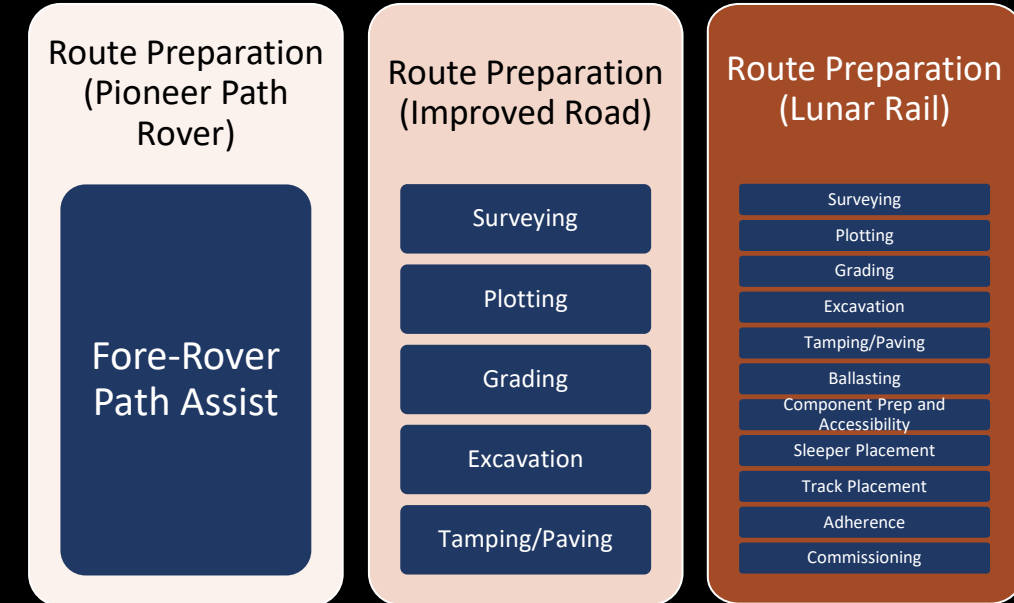 Route Preparation
(Pioneer Path
Rover)
Fore-Rover
Path Assist
Route Preparation
(Improved Road)
Surveying
Plotting
Grading
Excavation
Tamping/Paving
Route Preparation
(Lunar Rail)
Surveying
Plotting
Grading
Excavation
Tamping/Paving
Ballasting
Component Prep and
Accessibility
Sleeper Placement
Track Placement
Adherence
Commissioning